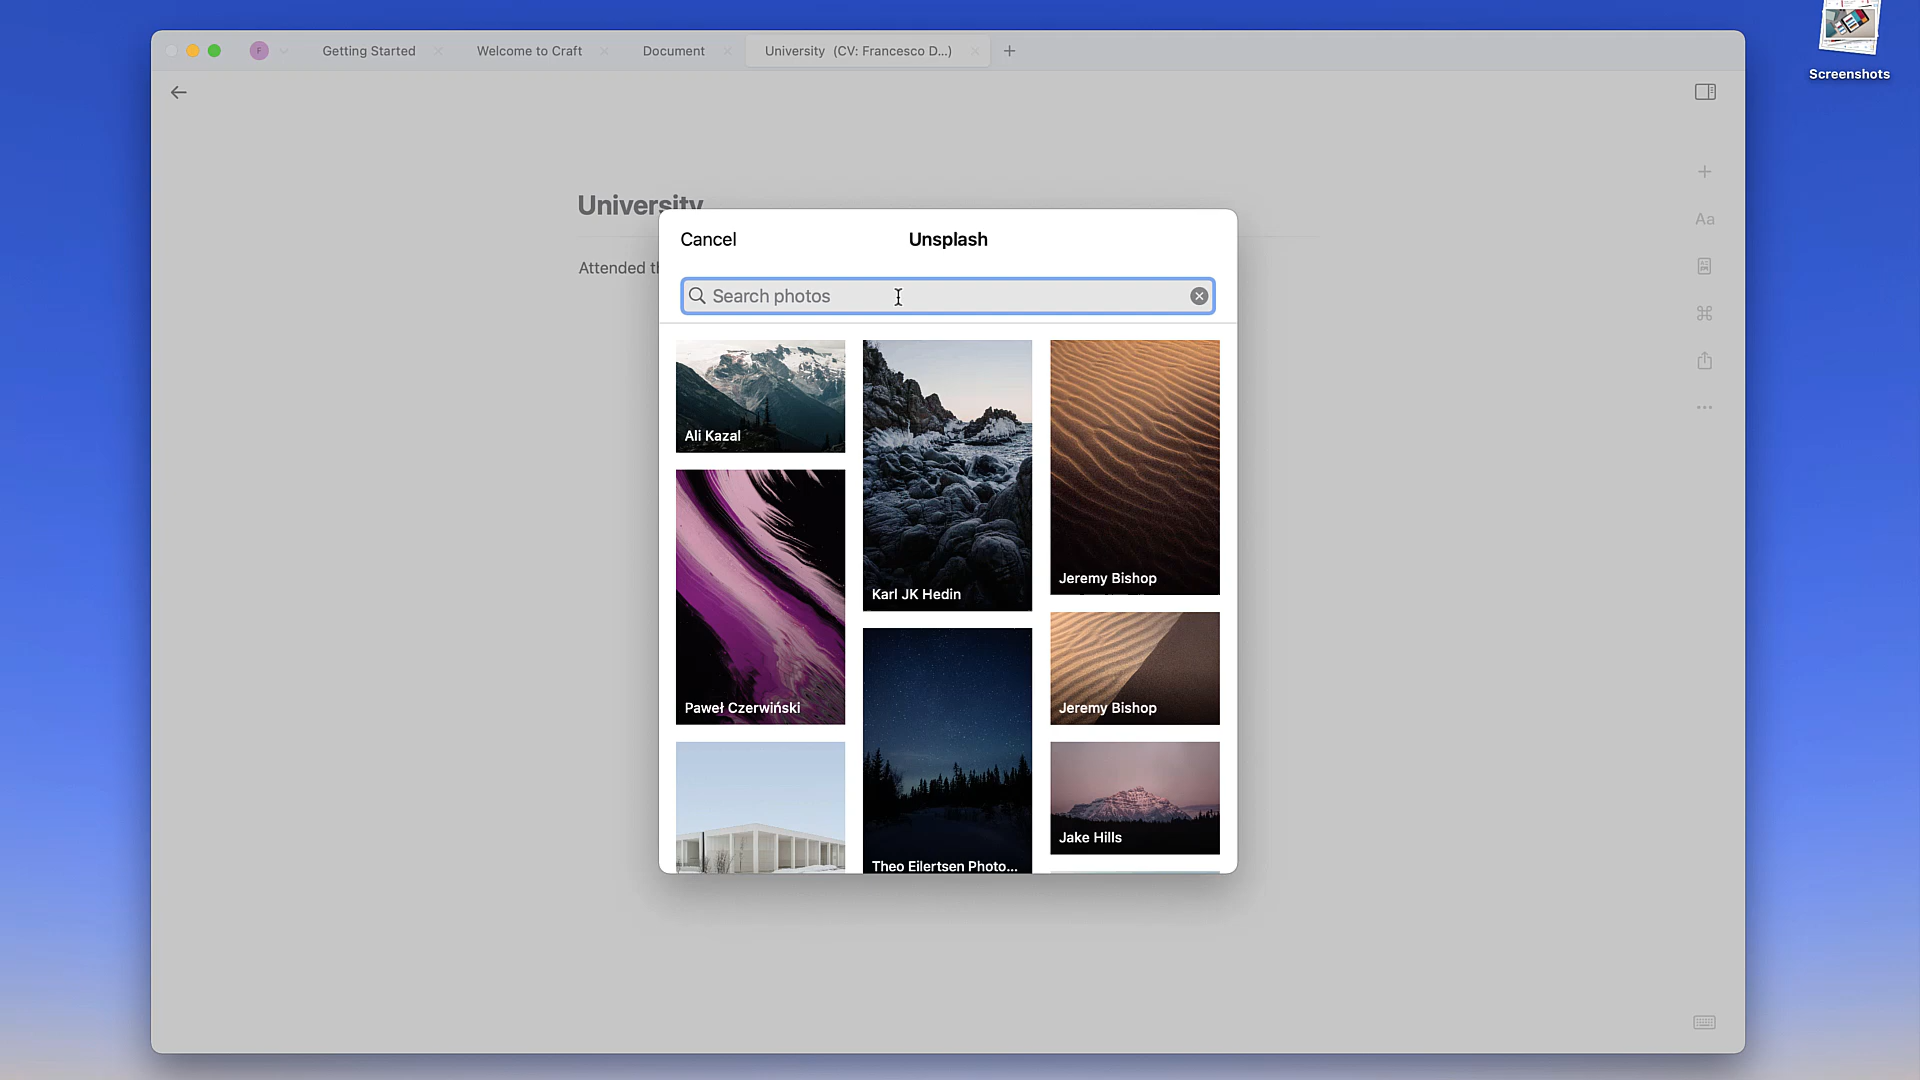 Screenshots
F
Getting Started
Welcome to Craft
Document
University (CV: Francesco D...)
University
Attended
Aa
Cancel
Unsplash
Search photos
Ali Kazal
Karl JK Hedin
Jeremy Bishop
Paweł Czerwiński
Jeremy Bishop
Theo Eilertsen Photo...
Jake Hills